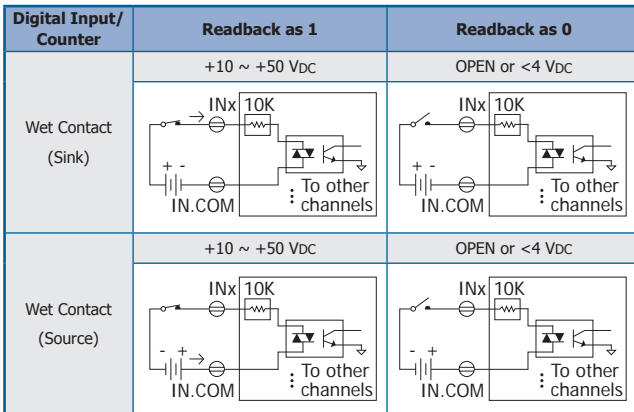 Digital Input/ Counter
Readback as 1
Readback as 0
Wet Contact
(Sink)
+10 ~ +50 VDC
OPEN or <4 VDC
INx 10K
+ -
IN.COM
To other
channels
INx 10K
+ -
IN.COM
To other
channels
Wet Contact
(Source)
+10 ~ +50 VDC
OPEN or <4 VDC
INx 10K
- +
IN.COM
To other
channels
INx 10K
- +
IN.COM
To other
channels